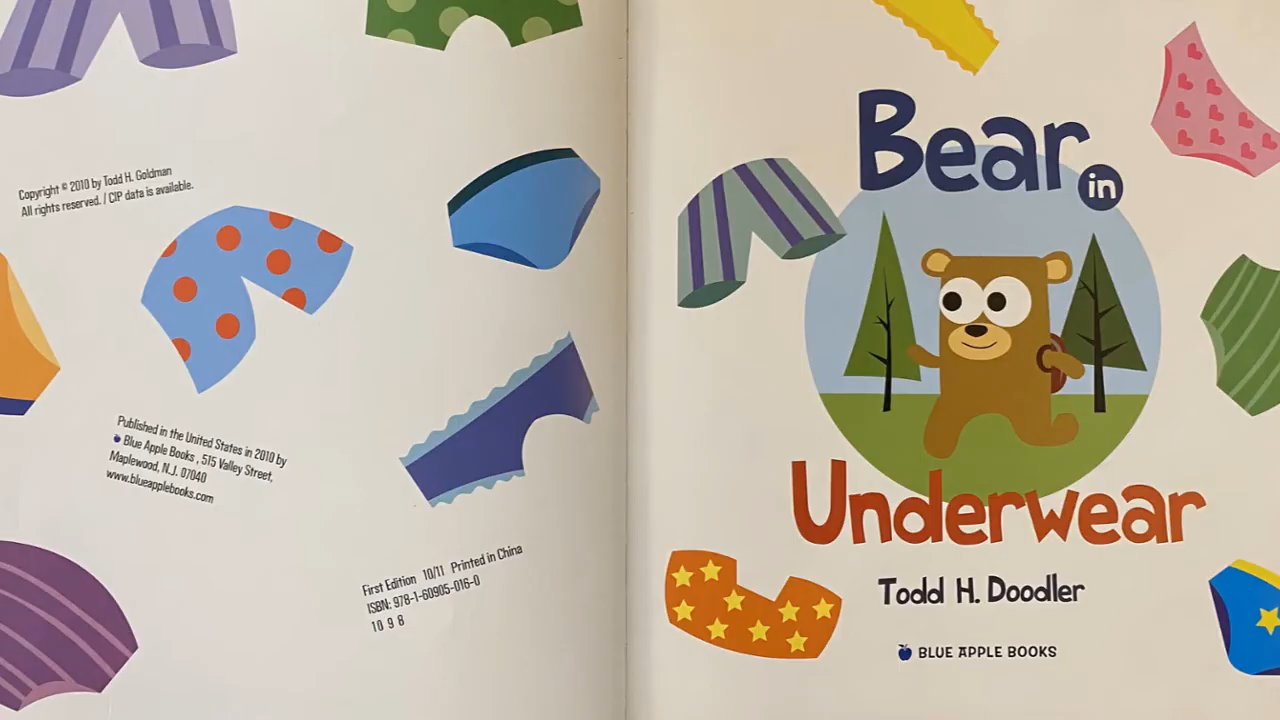 Copyright © 2010 by Todd H. Goldman
All rights reserved. / CIP data is available.
Published in the United States in 2010 by
Blue Apple Books , 515 Valley Street,
Maplewood, N.J. 07040
www.blueapplebooks.com
First Edition 10/11 Printed in China
ISBN: 978-1-60905-016-0
10 9 8
Bear
in
Underwear
Todd H. Doodler
BLUE APPLE BOOKS